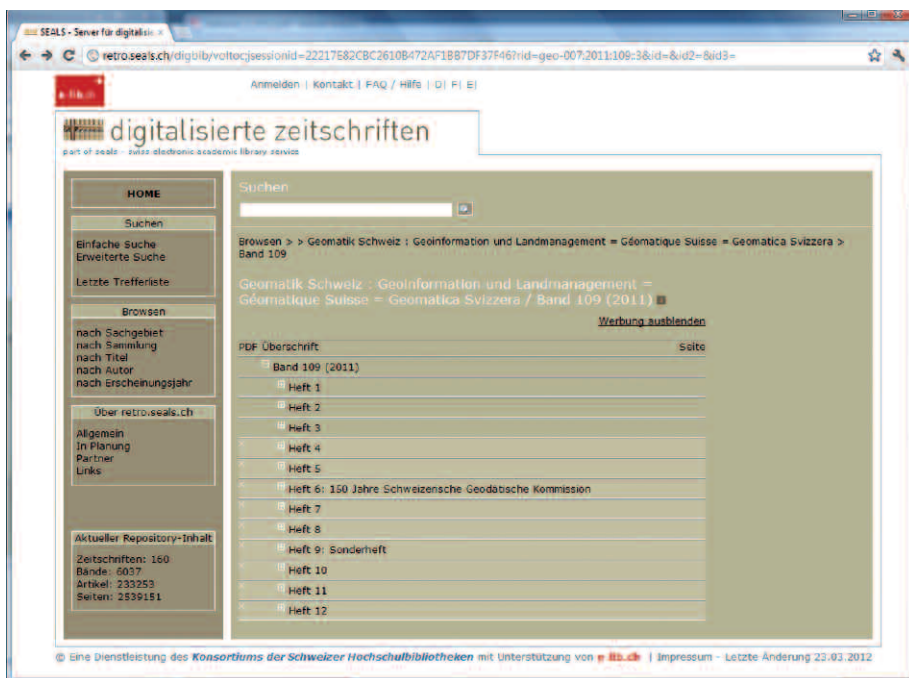 SEALS - Server für digitalisi
retro.seals.ch/digbib/voltoc;jsessionid=22217E82CBC2610B472AF1BB7DF37F46?rid=geo-007:2011:109::3&id=&id2=&id3=
e-lib.ch
Anmelden | Kontakt | FAQ / Hilfe | D| F| E|
digitalisierte zeitschriften
part of seals - swiss electronic academic library service
HOME
Suchen
Einfache Suche
Erweiterte Suche
Letzte Trefferliste
Browsen
nach Sachgebiet
nach Sammlung
nach Titel
nach Autor
nach Erscheinungsjahr
Über retro.seals.ch
Allgemein
In Planung
Partner
Links
Aktueller Repository-Inhalt
Zeitschriften: 160
Bände: 6037
Artikel: 233253
Seiten: 2539151
Suchen
Browsen > > Geomatik Schweiz : Geoinformation und Landmanagement = Géomatique Suisse = Geomatica Svizzera >
Band 109
Geomatik Schweiz : Geoinformation und Landmanagement =
Géomatique Suisse = Geomatica Svizzera / Band 109 (2011)
Werbung ausblenden
PDF Überschrift Seite
Band 109 (2011)
Heft 1
Heft 2
Heft 3
Heft 4
Heft 5
Heft 6: 150 Jahre Schweizerische Geodätische Kommission
Heft 7
Heft 8
Heft 9: Sonderheft
Heft 10
Heft 11
Heft 12
© Eine Dienstleistung des Konsortiums der Schweizer Hochschulbibliotheken mit Unterstützung von e-lib.ch | Impressum - Letzte Änderung 23.03.2012